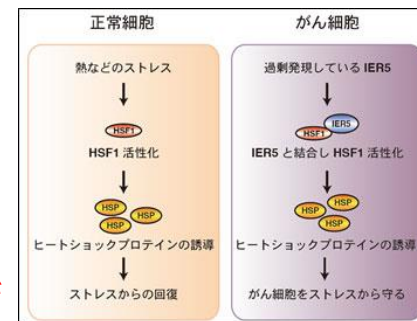 正常細胞
熱などのストレス
HSF1
HSF1 活性化
HSP
HSP
HSP
ヒートショックプロテインの誘導
ストレスからの回復
がん細胞
過剰発現している IER5
IER5
HSF1
IER5 と結合し HSF1 活性化
HSP
HSP
HSP
ヒートショックプロテインの誘導
がん細胞をストレスから守る